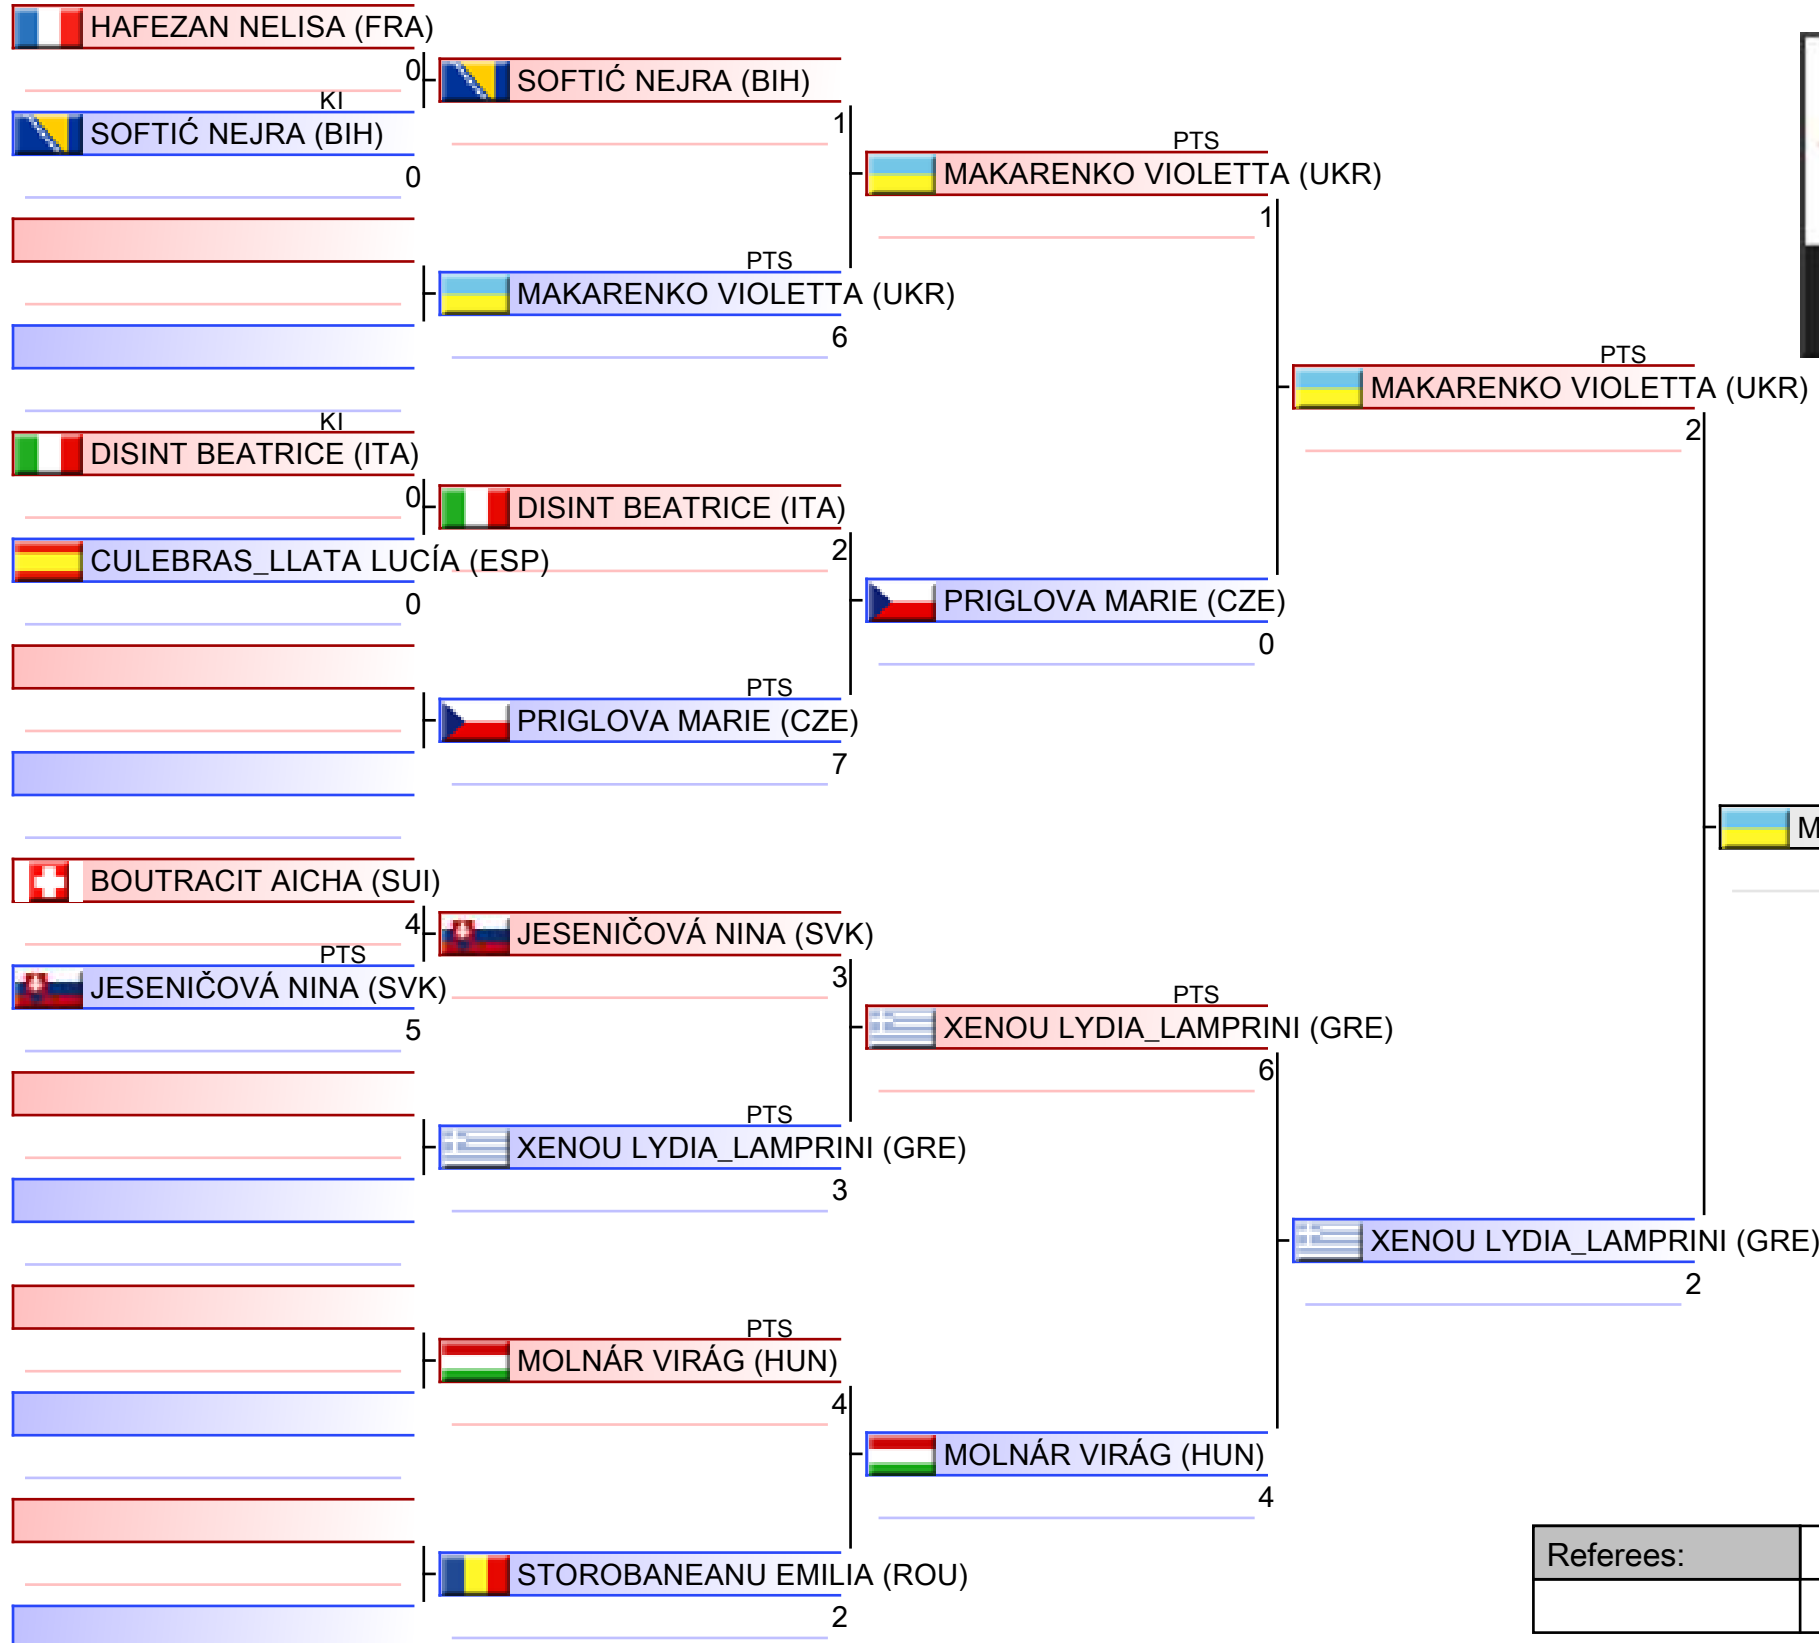 HAFEZAN NELISA (FRA)
0
KI
SOFTIĆ NEJRA (BIH)
0
KI
DISINT BEATRICE (ITA)
0
CULEBRAS_LLATA LUCÍA (ESP)
0
BOUTRACIT AICHA (SUI)
4
PTS
JESENIČOVÁ NINA (SVK)
5
SOFTIĆ NEJRA (BIH)
1
PTS
MAKARENKO VIOLETTA (UKR)
6
DISINT BEATRICE (ITA)
2
PTS
PRIGLOVA MARIE (CZE)
7
JESENIČOVÁ NINA (SVK)
3
PTS
XENOU LYDIA_LAMPRINI (GRE)
3
PTS
MOLNÁR VIRÁG (HUN)
4
STOROBANEANU EMILIA (ROU)
2
PTS
MAKARENKO VIOLETTA (UKR)
1
PRIGLOVA MARIE (CZE)
0
PTS
XENOU LYDIA_LAMPRINI (GRE)
6
MOLNÁR VIRÁG (HUN)
4
PTS
MAKARENKO VIOLETTA (UKR)
2
XENOU LYDIA_LAMPRINI (GRE)
2
M
Referees: